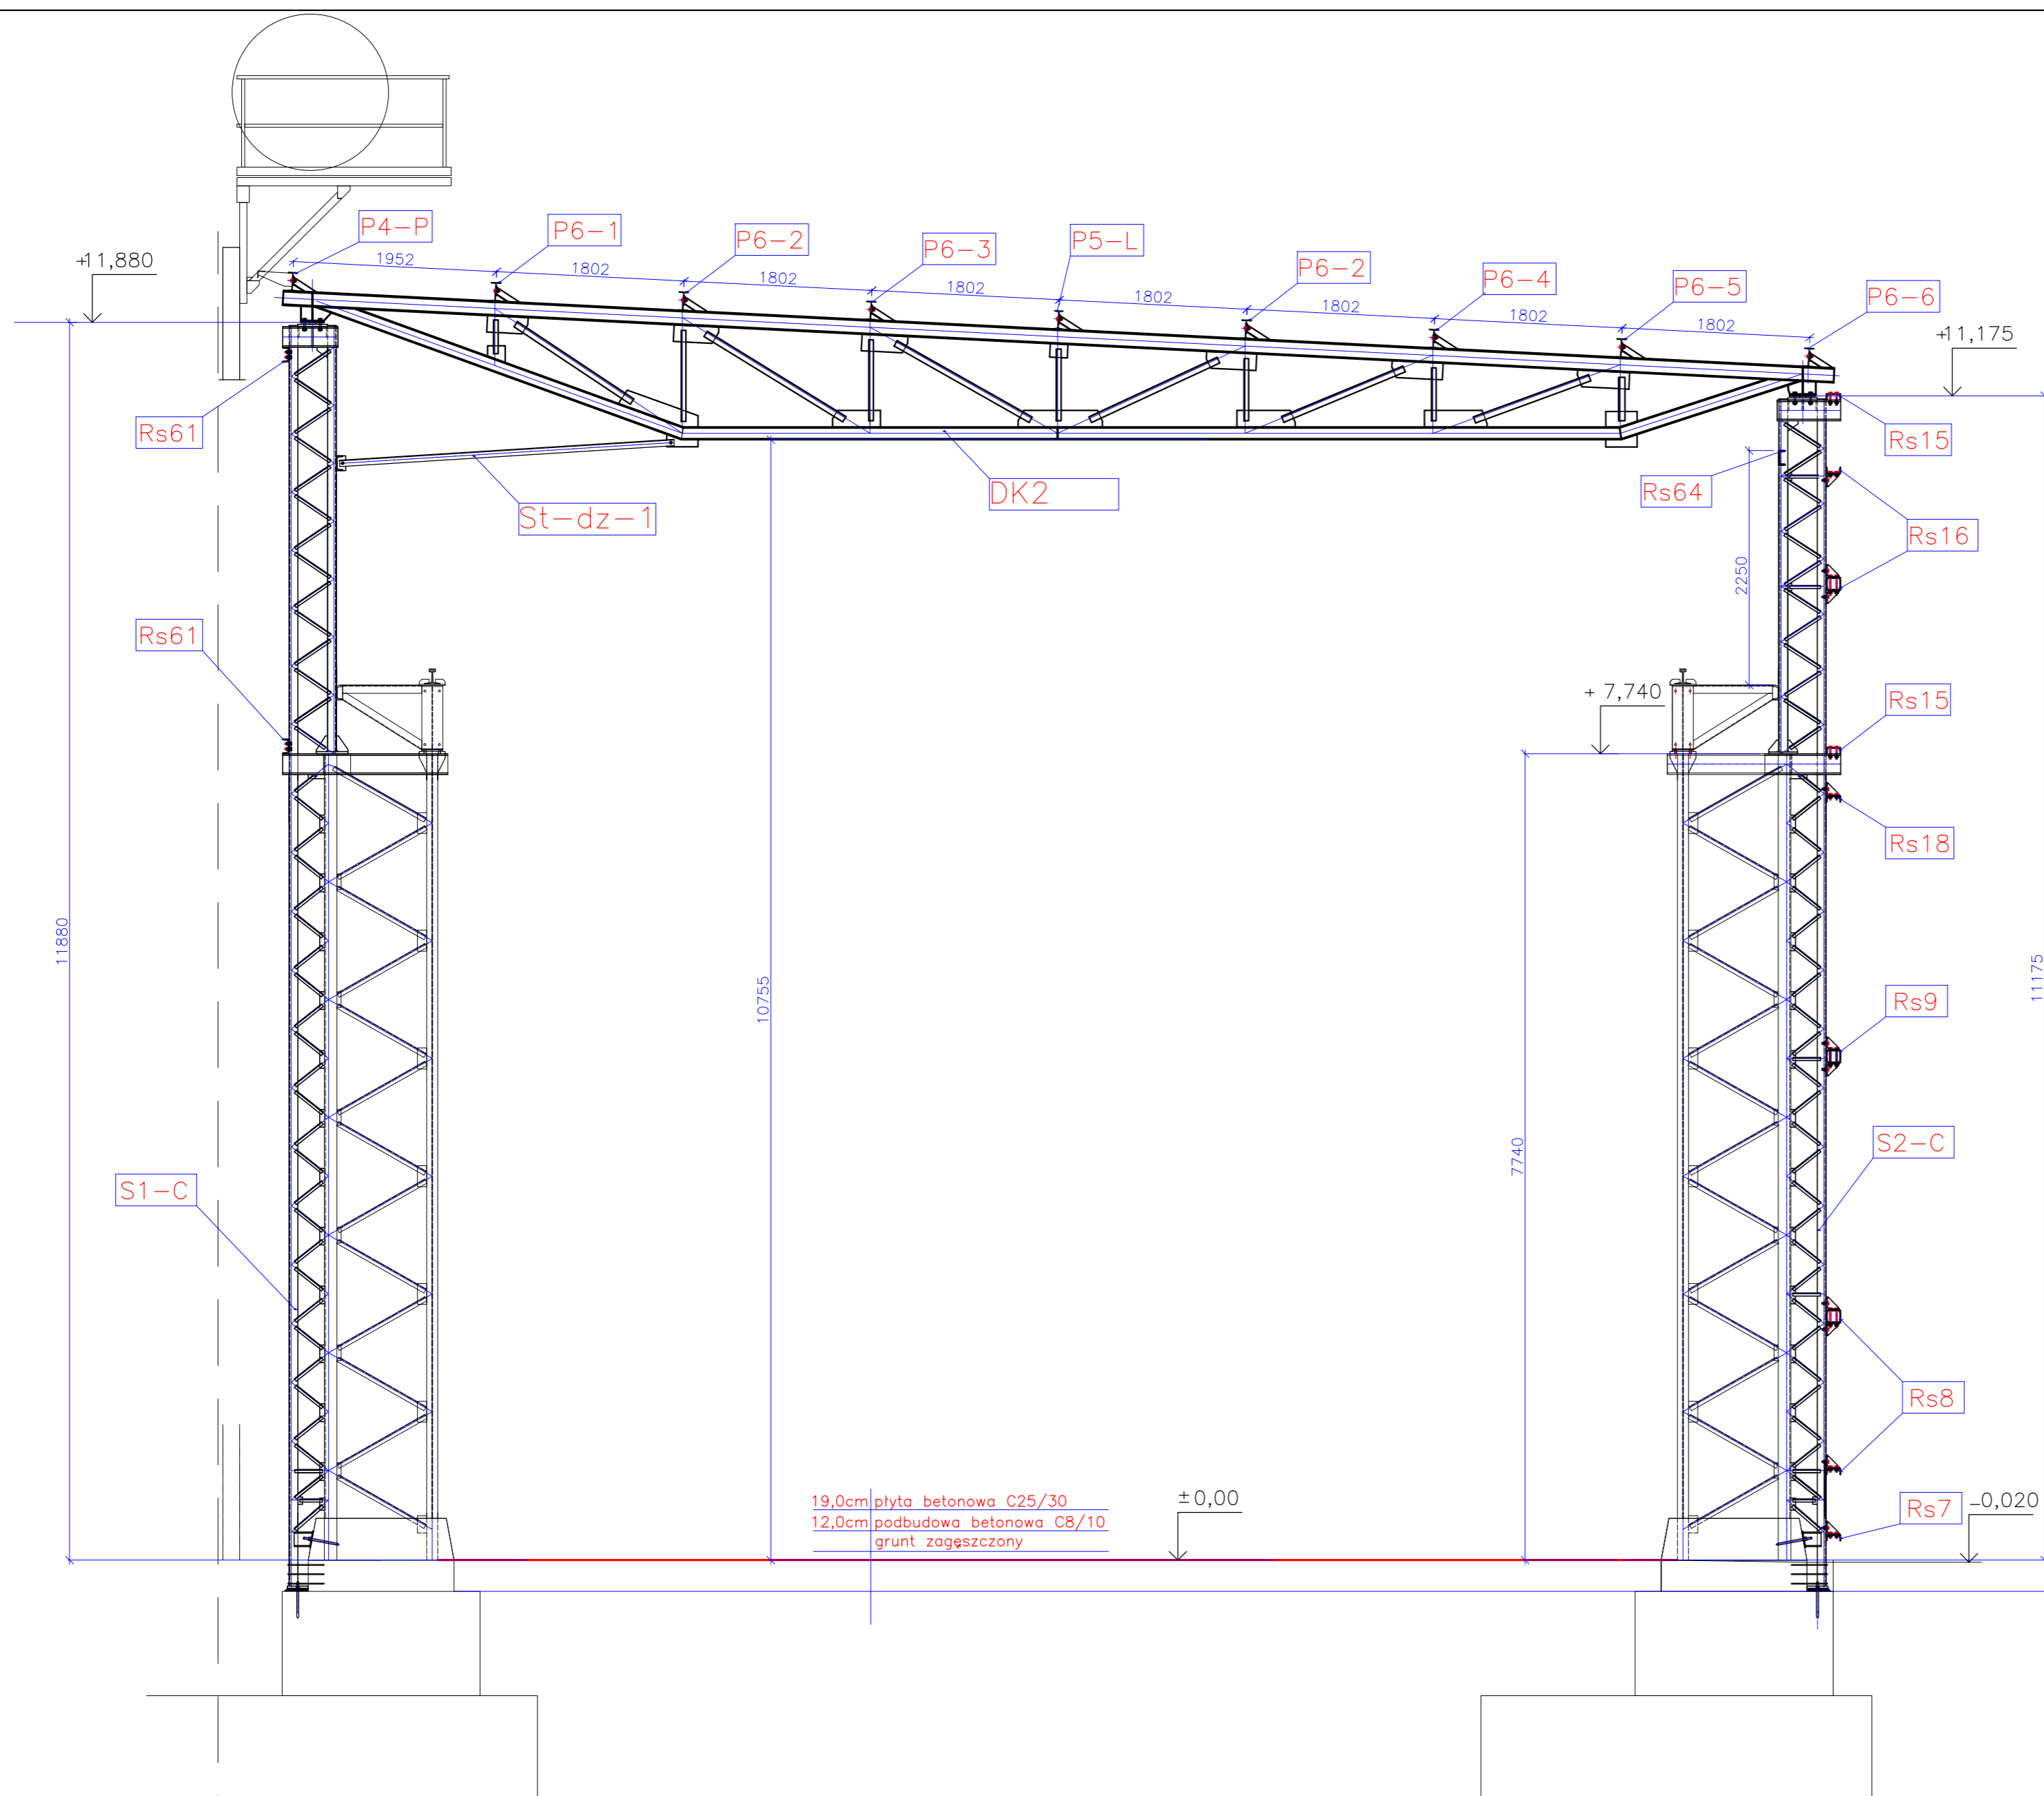 P4-P
P6-1
P6-2
P6-3
P5-L
P6-2
P6-4
P6-5
P6-6
+11,880
1952
1802
1802
1802
1802
1802
1802
1802
+11,175
Rs61
Rs15
St-dz-1
DK2
Rs64
Rs16
2250
Rs61
+ 7,740
Rs15
Rs18
11880
10755
7740
11175
Rs9
S2-C
S1-C
Rs8
19,0cm płyta betonowa C25/30
12,0cm podbudowa betonowa C8/10
grunt zagęszczony
±0,00
Rs7
-0,020